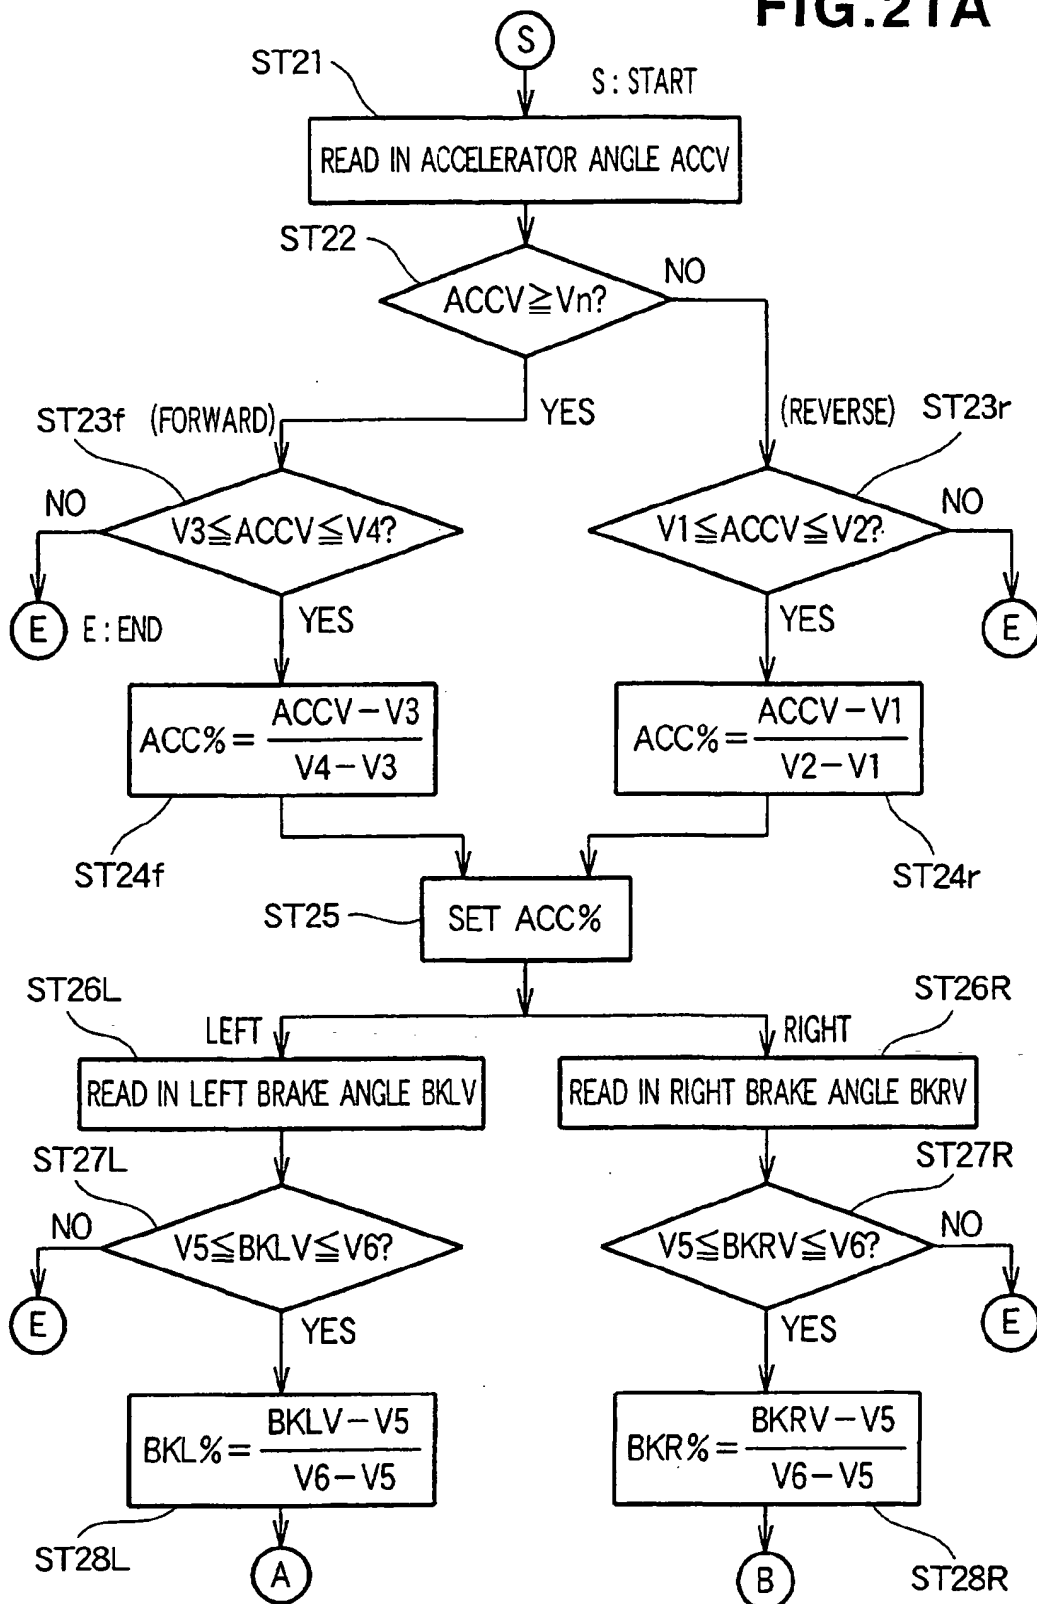 FIG.21A
S
ST21
S:START
READ IN ACCELERATOR ANGLE ACCV
ST22
ACCV≧Vn?
NO
YES
ST23f (FORWARD)
(REVERSE) ST23r
NO
V3≦ACCV≦V4?
V1≦ACCV≦V2?
NO
E E:END
YES
YES
E
ACC%= ACCV-V3 / V4-V3
ACC%= ACCV-V1 / V2-V1
ST24f
ST24r
ST25
SET ACC%
ST26L
ST26R
LEFT
RIGHT
READ IN LEFT BRAKE ANGLE BKLV
READ IN RIGHT BRAKE ANGLE BKRV
ST27L
ST27R
NO
V5≦BKLV≦V6?
V5≦BKRV≦V6?
NO
E
YES
YES
E
BKL%= BKLV-V5 / V6-V5
BKR%= BKRV-V5 / V6-V5
ST28L
A
B
ST28R